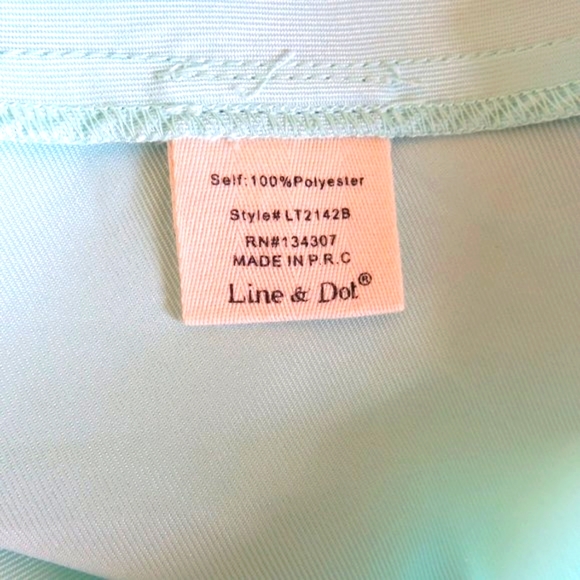 Self:100%Polyester
Style# LT2142B
RN#134307
MADE IN P.R.C
Line & Dot®